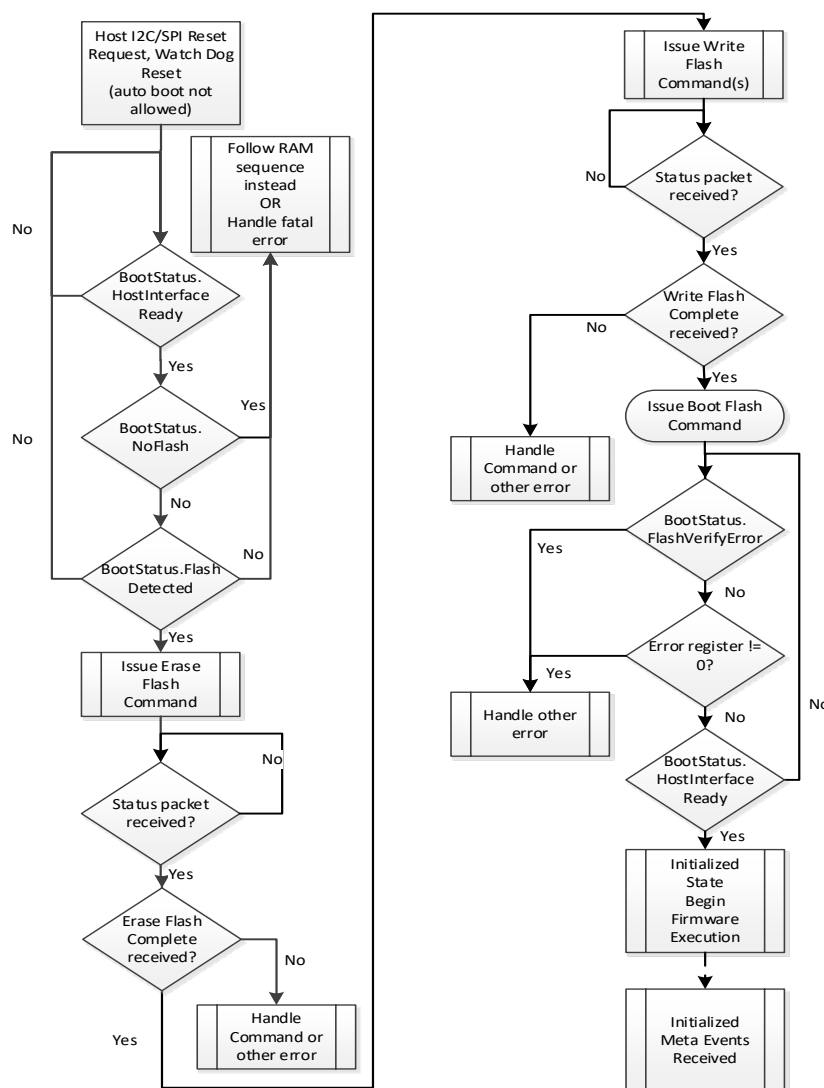 Host I2C/SPI Reset
Request, Watch Dog
Reset
(auto boot not
allowed)
Follow RAM
sequence
instead
OR
Handle fatal
error
No
BootStatus.
HostInterface
Ready
Yes
No
BootStatus.
NoFlash
Yes
No
BootStatus.Flash
Detected
No
Yes
Issue Erase
Flash
Command
No
Status packet
received?
Yes
Erase Flash
Complete
received?
No
Yes
Handle
Command or
other error
Issue Write
Flash
Command(s)
No
Status packet
received?
Yes
Write Flash
Complete
received?
No
Yes
Issue Boot Flash
Command
Handle
Command or
other error
BootStatus.
FlashVerifyError
Yes
No
Error register !=
0?
Yes
No
Handle other
error
No
BootStatus.
HostInterface
Ready
Yes
Initialized
State
Begin
Firmware
Execution
Initialized
Meta Events
Received